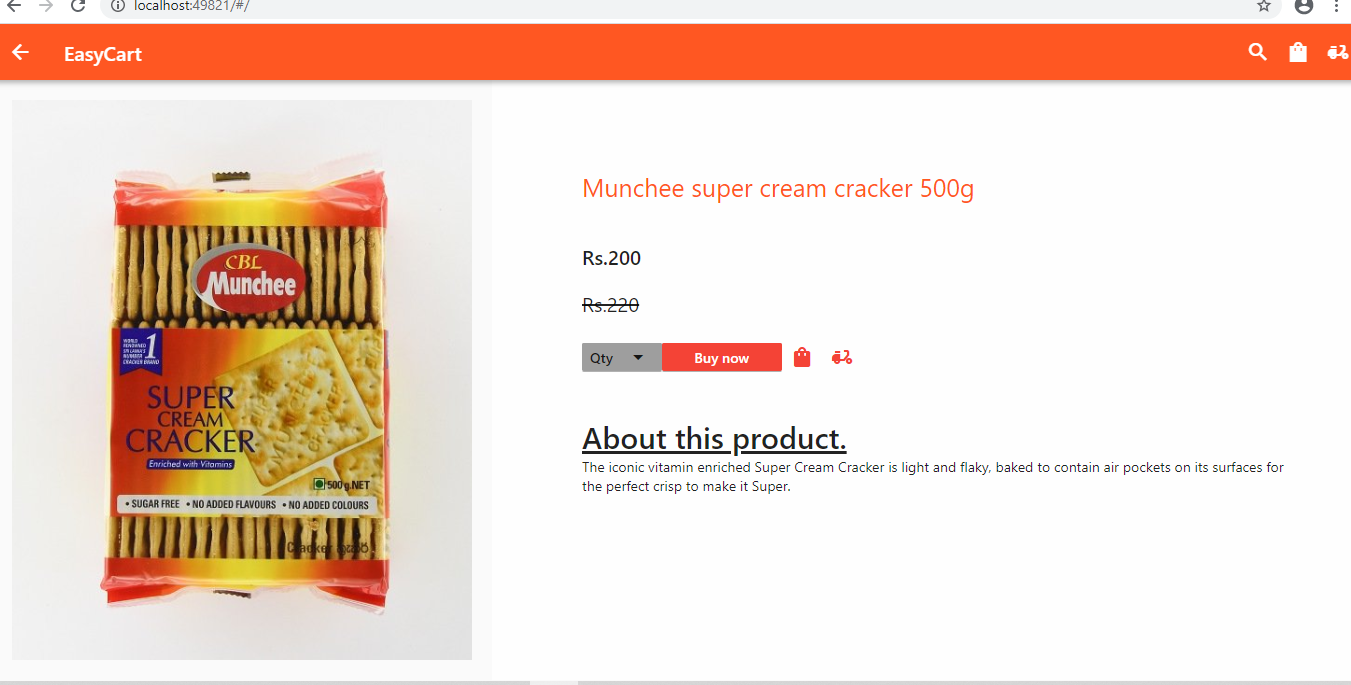 localhost:49821/#/
EasyCart
CBL
Munchee
WORLD
RENOWNED
SRI LANKA'S
NUMBER
CRACKER BRAND
1
SUPER
CREAM
CRACKER
Enriched with Vitamins
500 g.NET
• SUGAR FREE • NO ADDED FLAVOURS • NO ADDED COLOURS
Cracker
Munchee super cream cracker 500g
Rs.200
Rs.220
Qty
Buy now
About this product.
The iconic vitamin enriched Super Cream Cracker is light and flaky, baked to contain air pockets on its surfaces for
the perfect crisp to make it Super.